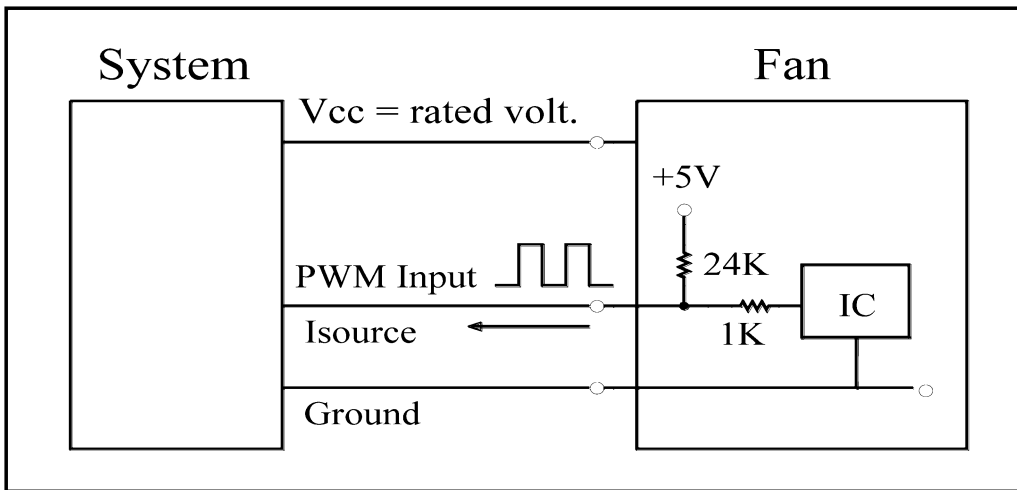 System
Fan
Vcc = rated volt.
+5V
24K
PWM Input
IC
1K
Isource
Ground